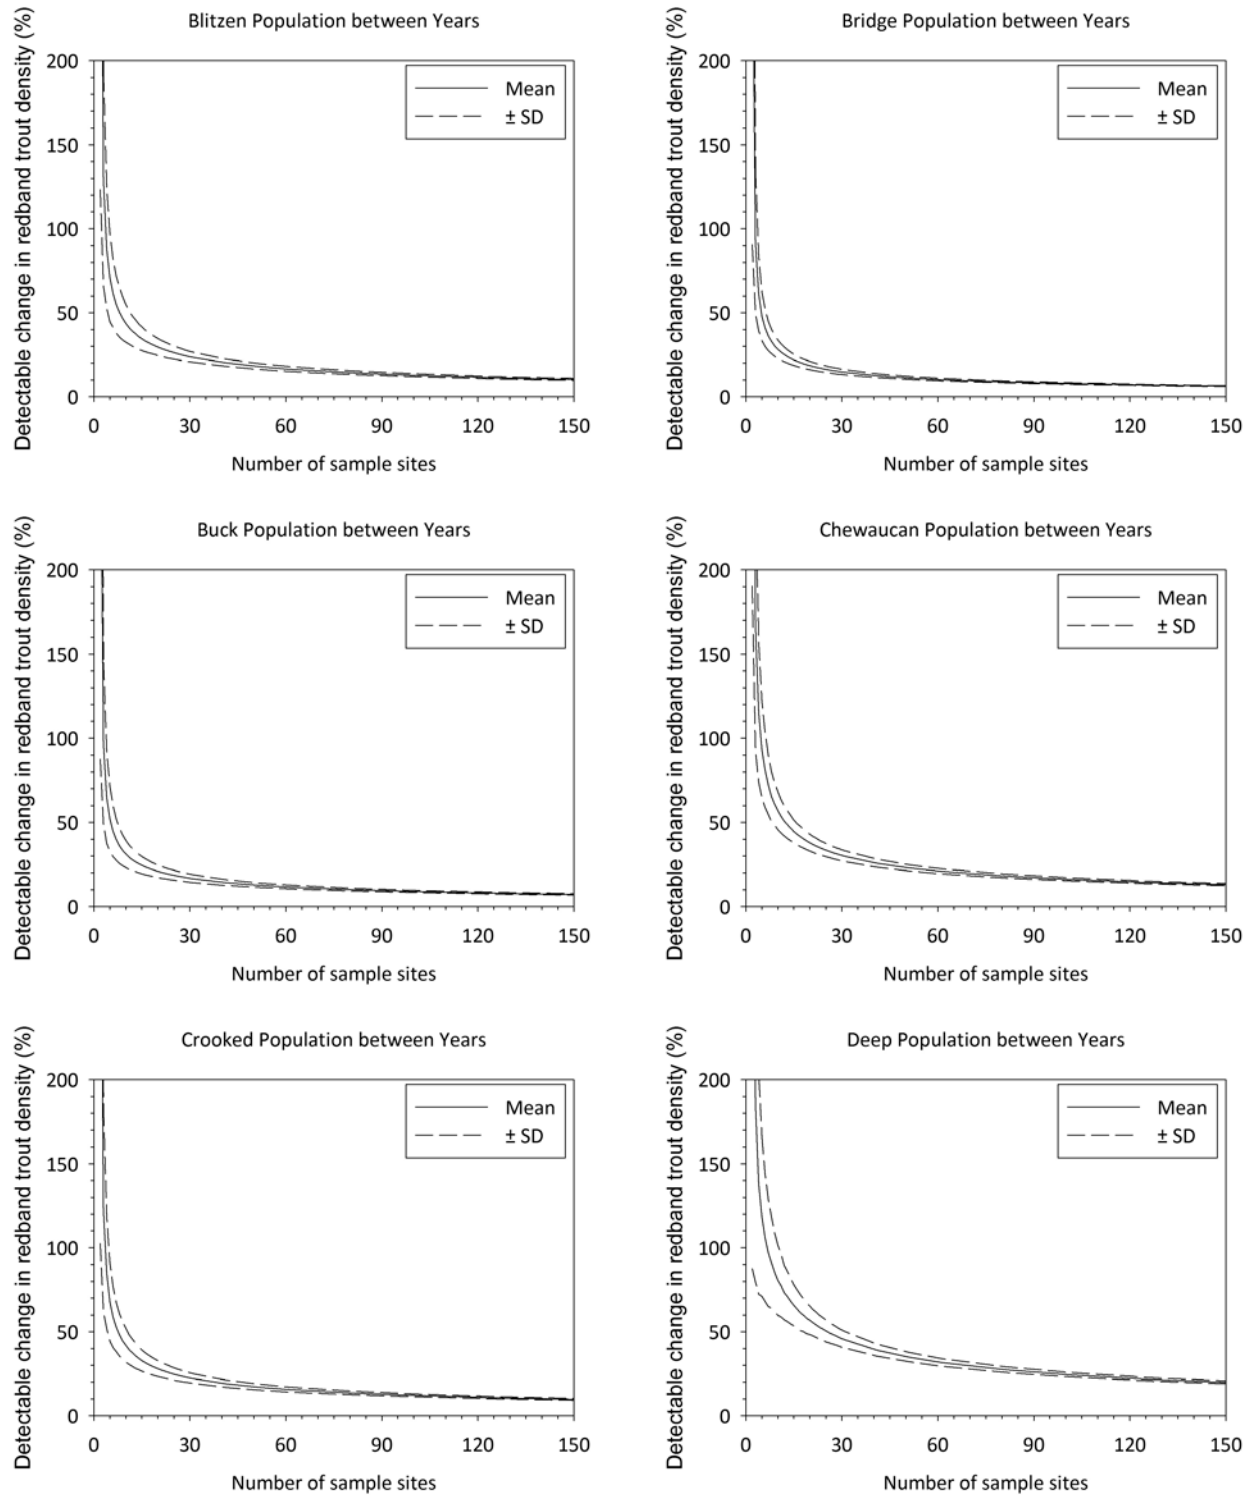 Blitzen Population between Years
Detectable change in redband trout density (%)
200
150
100
50
0
Mean
± SD
0 30 60 90 120 150
Number of sample sites
Bridge Population between Years
Detectable change in redband trout density (%)
200
150
100
50
0
Mean
± SD
0 30 60 90 120 150
Number of sample sites
Buck Population between Years
Detectable change in redband trout density (%)
200
150
100
50
0
Mean
± SD
0 30 60 90 120 150
Number of sample sites
Chewaucan Population between Years
Detectable change in redband trout density (%)
200
150
100
50
0
Mean
± SD
0 30 60 90 120 150
Number of sample sites
Crooked Population between Years
Detectable change in redband trout density (%)
200
150
100
50
0
Mean
± SD
0 30 60 90 120 150
Number of sample sites
Deep Population between Years
Detectable change in redband trout density (%)
200
150
100
50
0
Mean
± SD
0 30 60 90 120 150
Number of sample sites